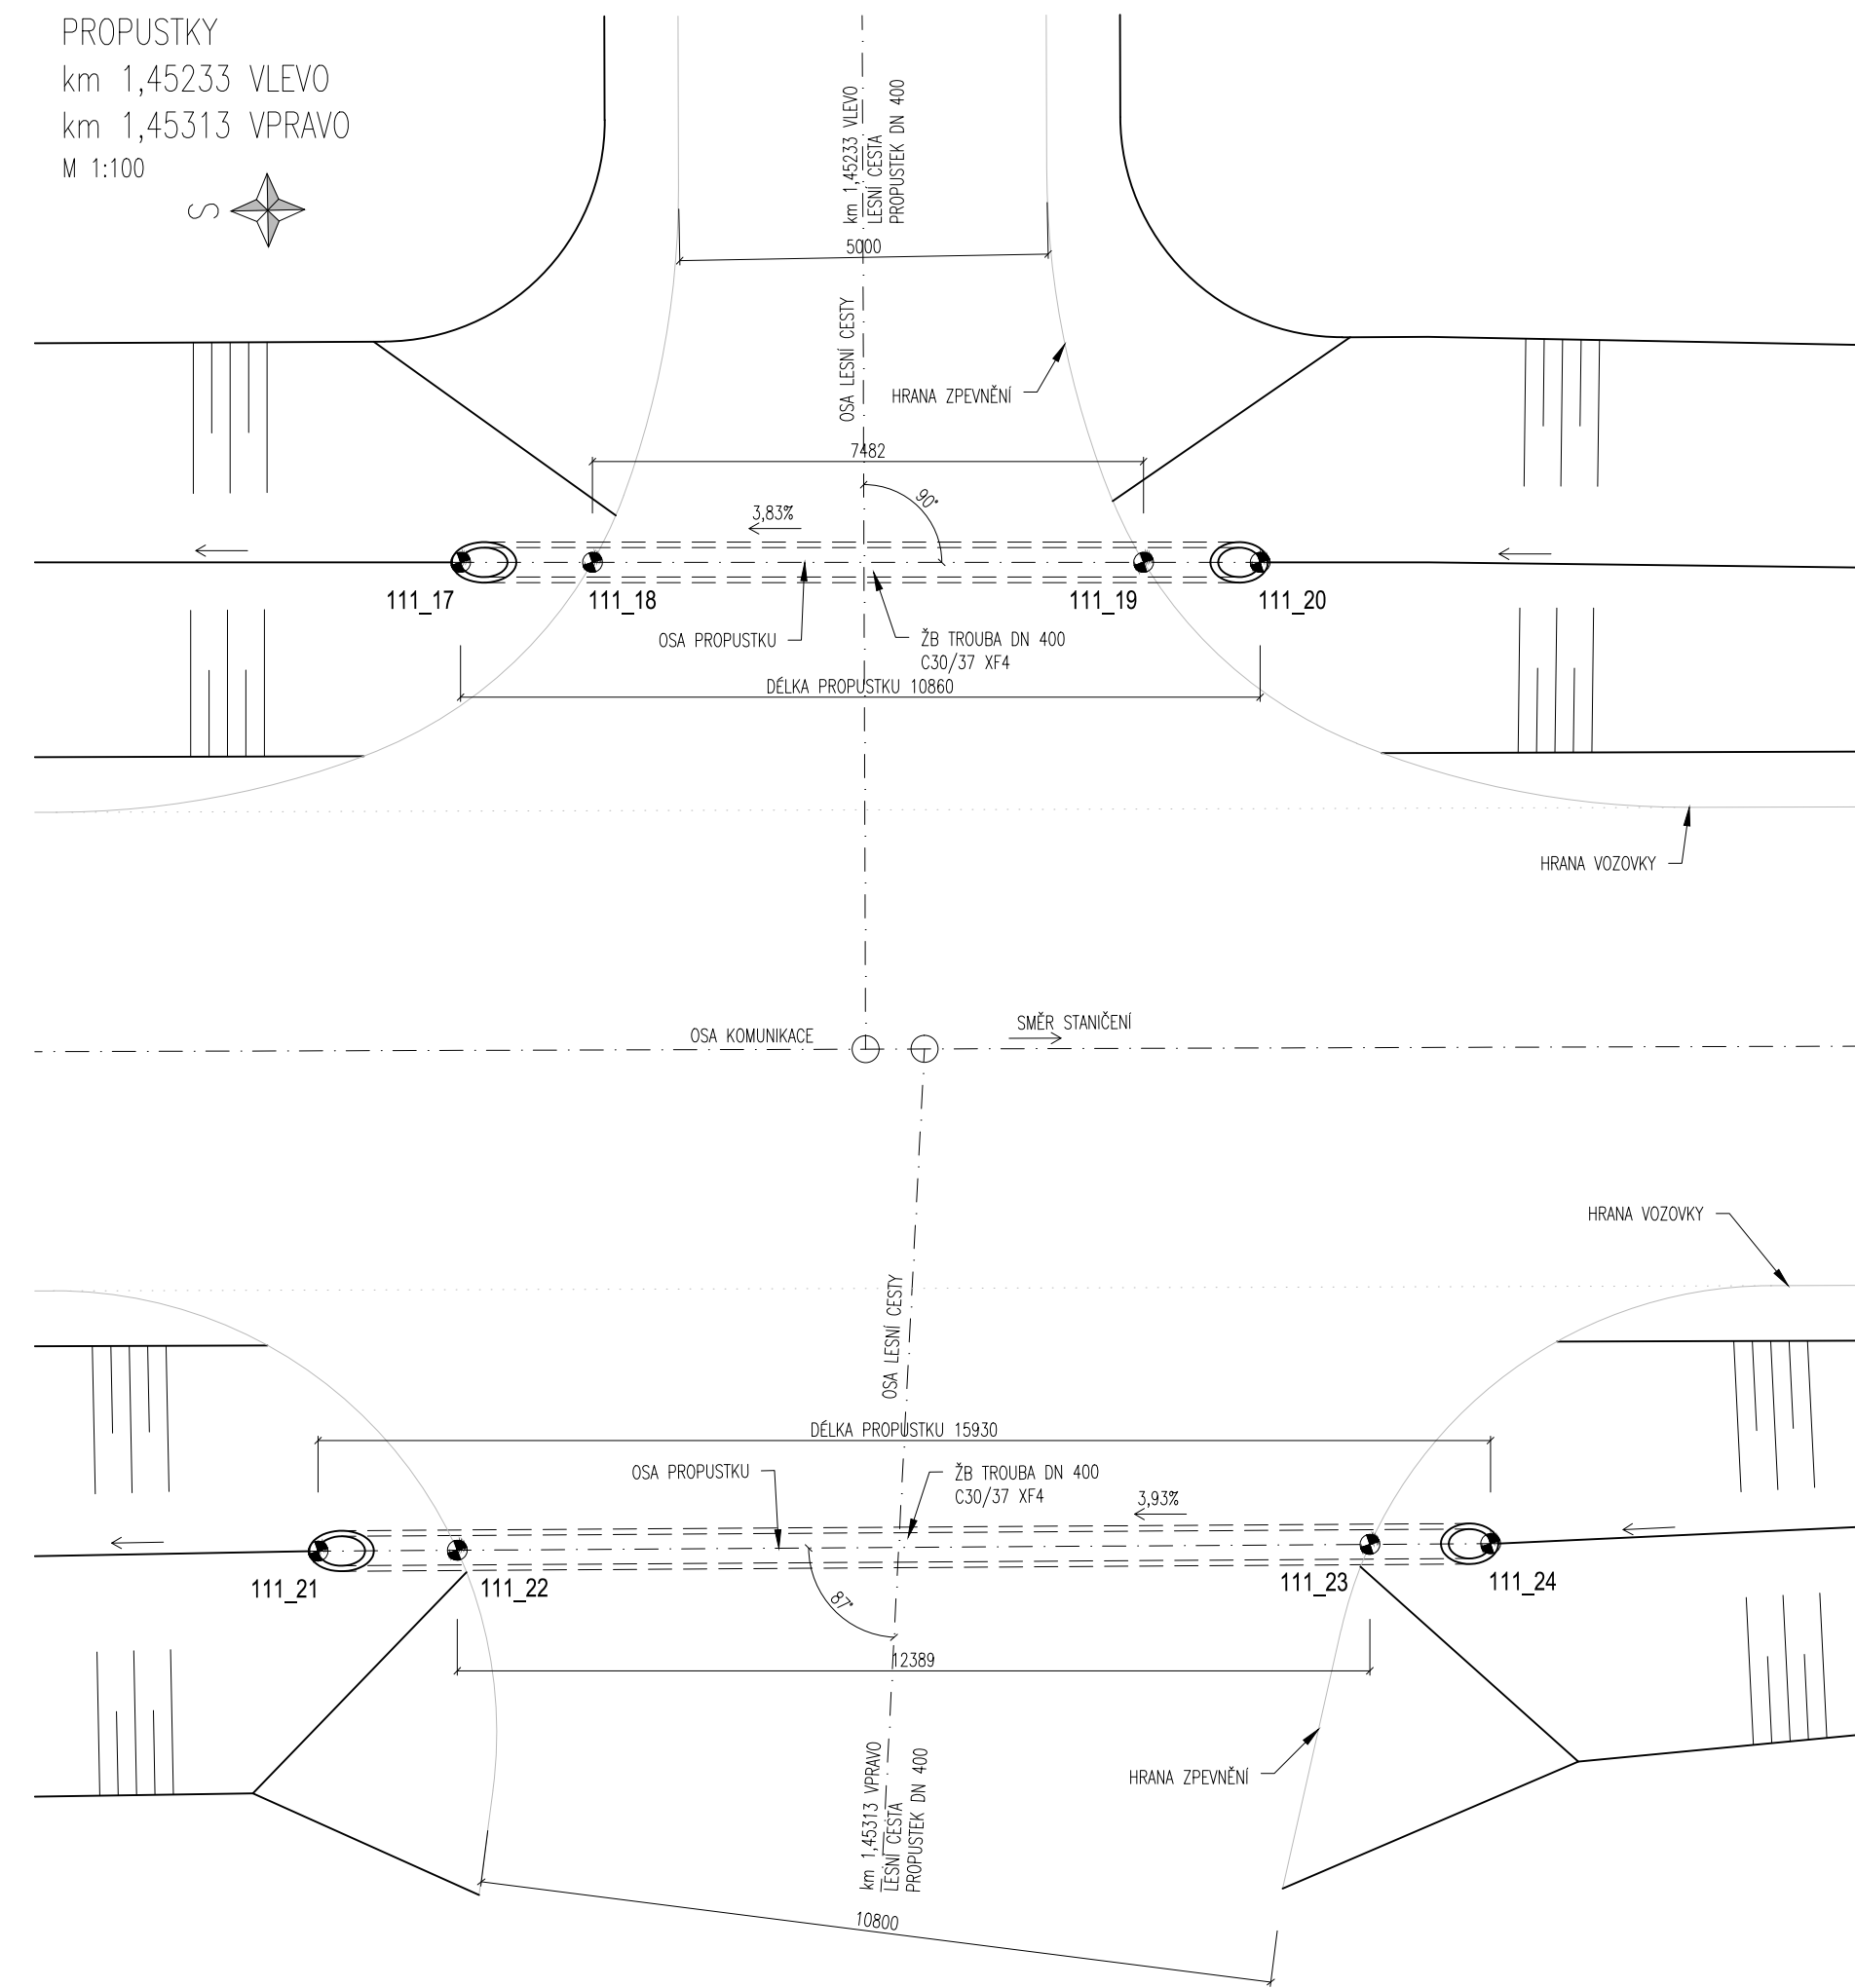 PROPUSTKY
km 1,45233 VLEVO
km 1,45313 VPRAVO
M 1:100
S
km 1,45233 VLEVO
LESNÍ CESTA
PROPUSTEK DN 400
5000
OSA LESNÍ CESTY
HRANA ZPEVNĚNÍ
7482
90°
3,83%
111_17
111_18
111_19
111_20
OSA PROPUSTKU
ŽB TROUBA DN 400
C30/37 XF4
DÉLKA PROPUSTKU 10860
HRANA VOZOVKY
OSA KOMUNIKACE
SMĚR STANIČENÍ
HRANA VOZOVKY
OSA LESNÍ CESTY
DÉLKA PROPUSTKU 15930
OSA PROPUSTKU
ŽB TROUBA DN 400
C30/37 XF4
3,93%
111_21
111_22
111_23
111_24
87°
12389
km 1,45313 VPRAVO
LESNÍ CESTA
PROPUSTEK DN 400
HRANA ZPEVNĚNÍ
10800